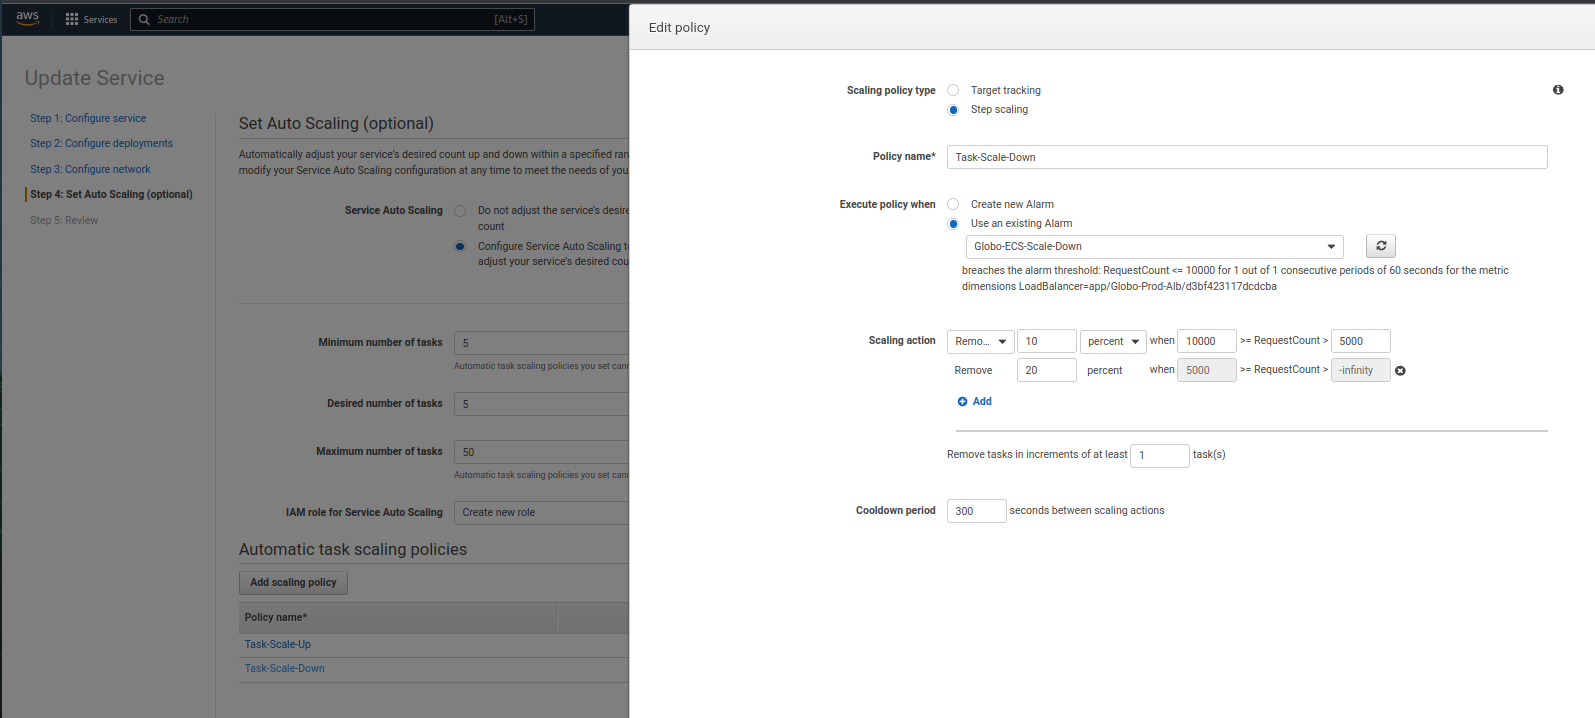 aws
Services
Search
[Alt+S]
Update Service
Step 1: Configure service
Step 2: Configure deployments
Step 3: Configure network
Step 4: Set Auto Scaling (optional)
Step 5: Review
Set Auto Scaling (optional)
Automatically adjust your service's desired count up and down within a specified ran
modify your Service Auto Scaling configuration at any time to meet the needs of you
Service Auto Scaling
Do not adjust the service's desire
count
Configure Service Auto Scaling to
adjust your service's desired cou
Minimum number of tasks
5
Automatic task scaling policies you set cann
Desired number of tasks
5
Maximum number of tasks
50
Automatic task scaling policies you set cann
IAM role for Service Auto Scaling
Create new role
Automatic task scaling policies
Add scaling policy
Policy name*
Task-Scale-Up
Task-Scale-Down
Edit policy
Scaling policy type
Target tracking
Step scaling
Policy name*
Task-Scale-Down
Execute policy when
Create new Alarm
Use an existing Alarm
Globo-ECS-Scale-Down
breaches the alarm threshold: RequestCount <= 10000 for 1 out of 1 consecutive periods of 60 seconds for the metric
dimensions LoadBalancer=app/Globo-Prod-Alb/d3bf423117dcdcba
Scaling action Remo... 10 percent when 10000 >= RequestCount > 5000
Remove 20 percent when 5000 >= RequestCount > -infinity
Add
Remove tasks in increments of at least 1 task(s)
Cooldown period 300 seconds between scaling actions